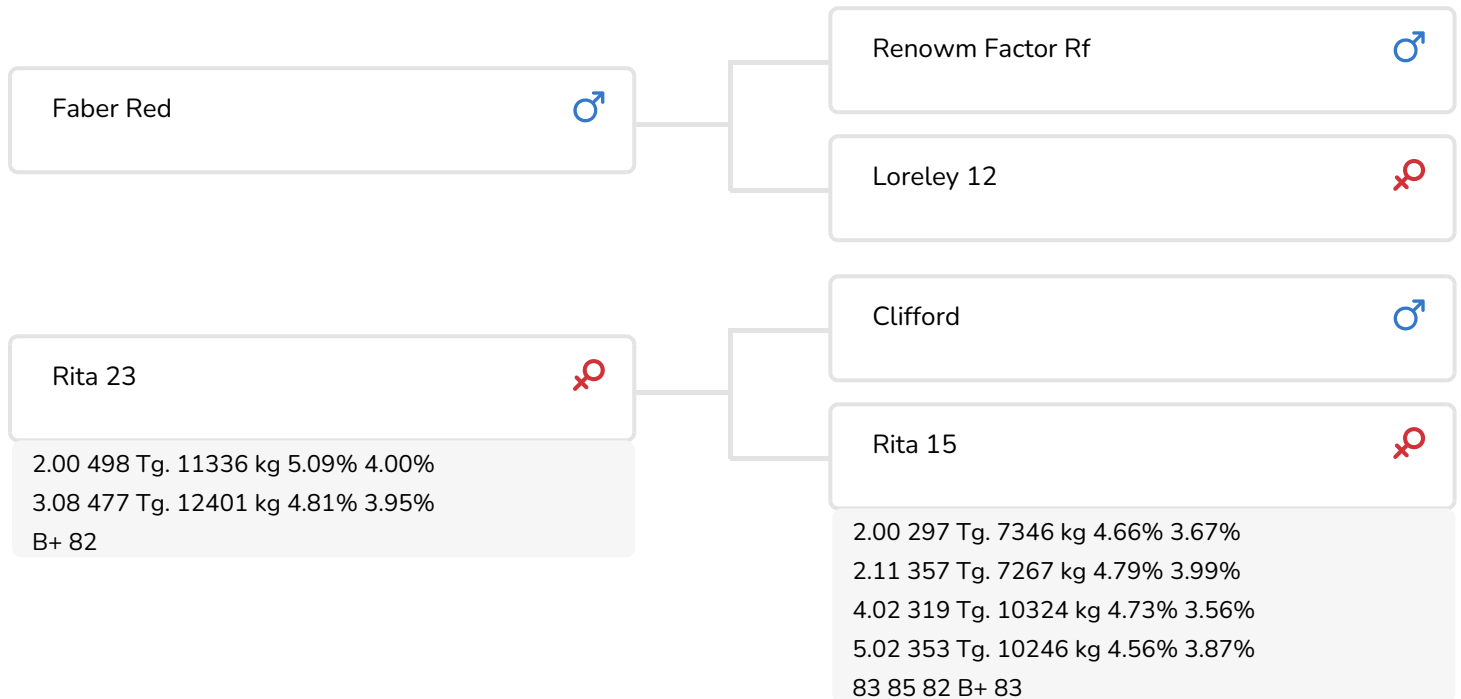 Faber Red
Renowm Factor Rf
Loreley 12
Rita 23
2.00 498 Tg. 11336 kg 5.09% 4.00%
3.08 477 Tg. 12401 kg 4.81% 3.95%
B+ 82
Clifford
Rita 15
2.00 297 Tg. 7346 kg 4.66% 3.67%
2.11 357 Tg. 7267 kg 4.79% 3.99%
4.02 319 Tg. 10324 kg 4.73% 3.56%
5.02 353 Tg. 10246 kg 4.56% 3.87%
83 85 82 B+ 83